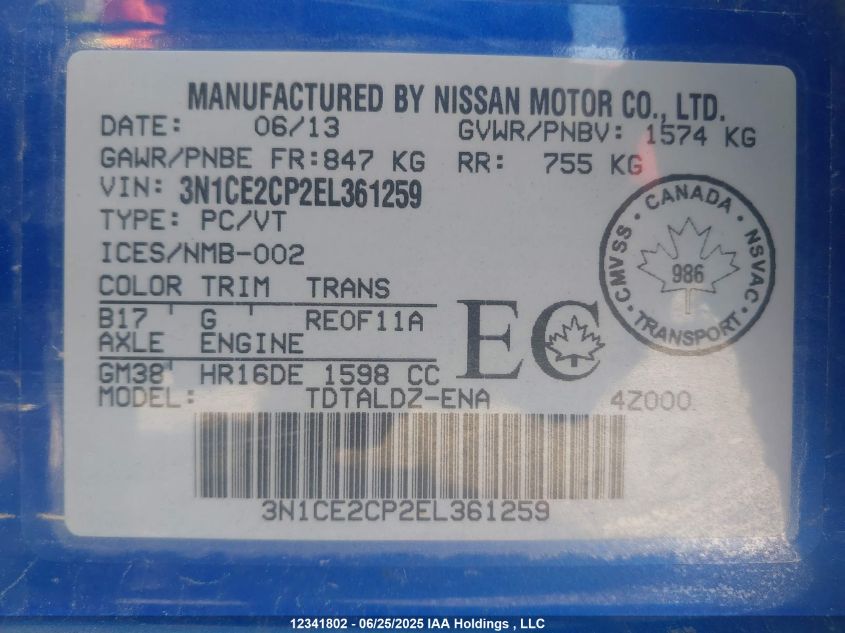 MANUFACTURED BY NISSAN MOTOR CO., LTD.
DATE: 06/13 GVWR/PNBV: 1574 KG
GAWR/PNBE FR:847 KG RR: 755 KG
VIN: 3N1CE2CP2EL361259
TYPE: PC/VT
ICES/NMB-002
CANADA
CMVSS NSVAC
986
TRANSPORT
COLOR TRIM TRANS
B17 ' G ' RE0F11A
AXLE ENGINE
GM38' HR16DE 1598 CC
EC
MODEL: TDTALDZ-ENA 4Z000
3N1CE2CP2EL361259
12341802 - 06/25/2025 IAA Holdings , LLC